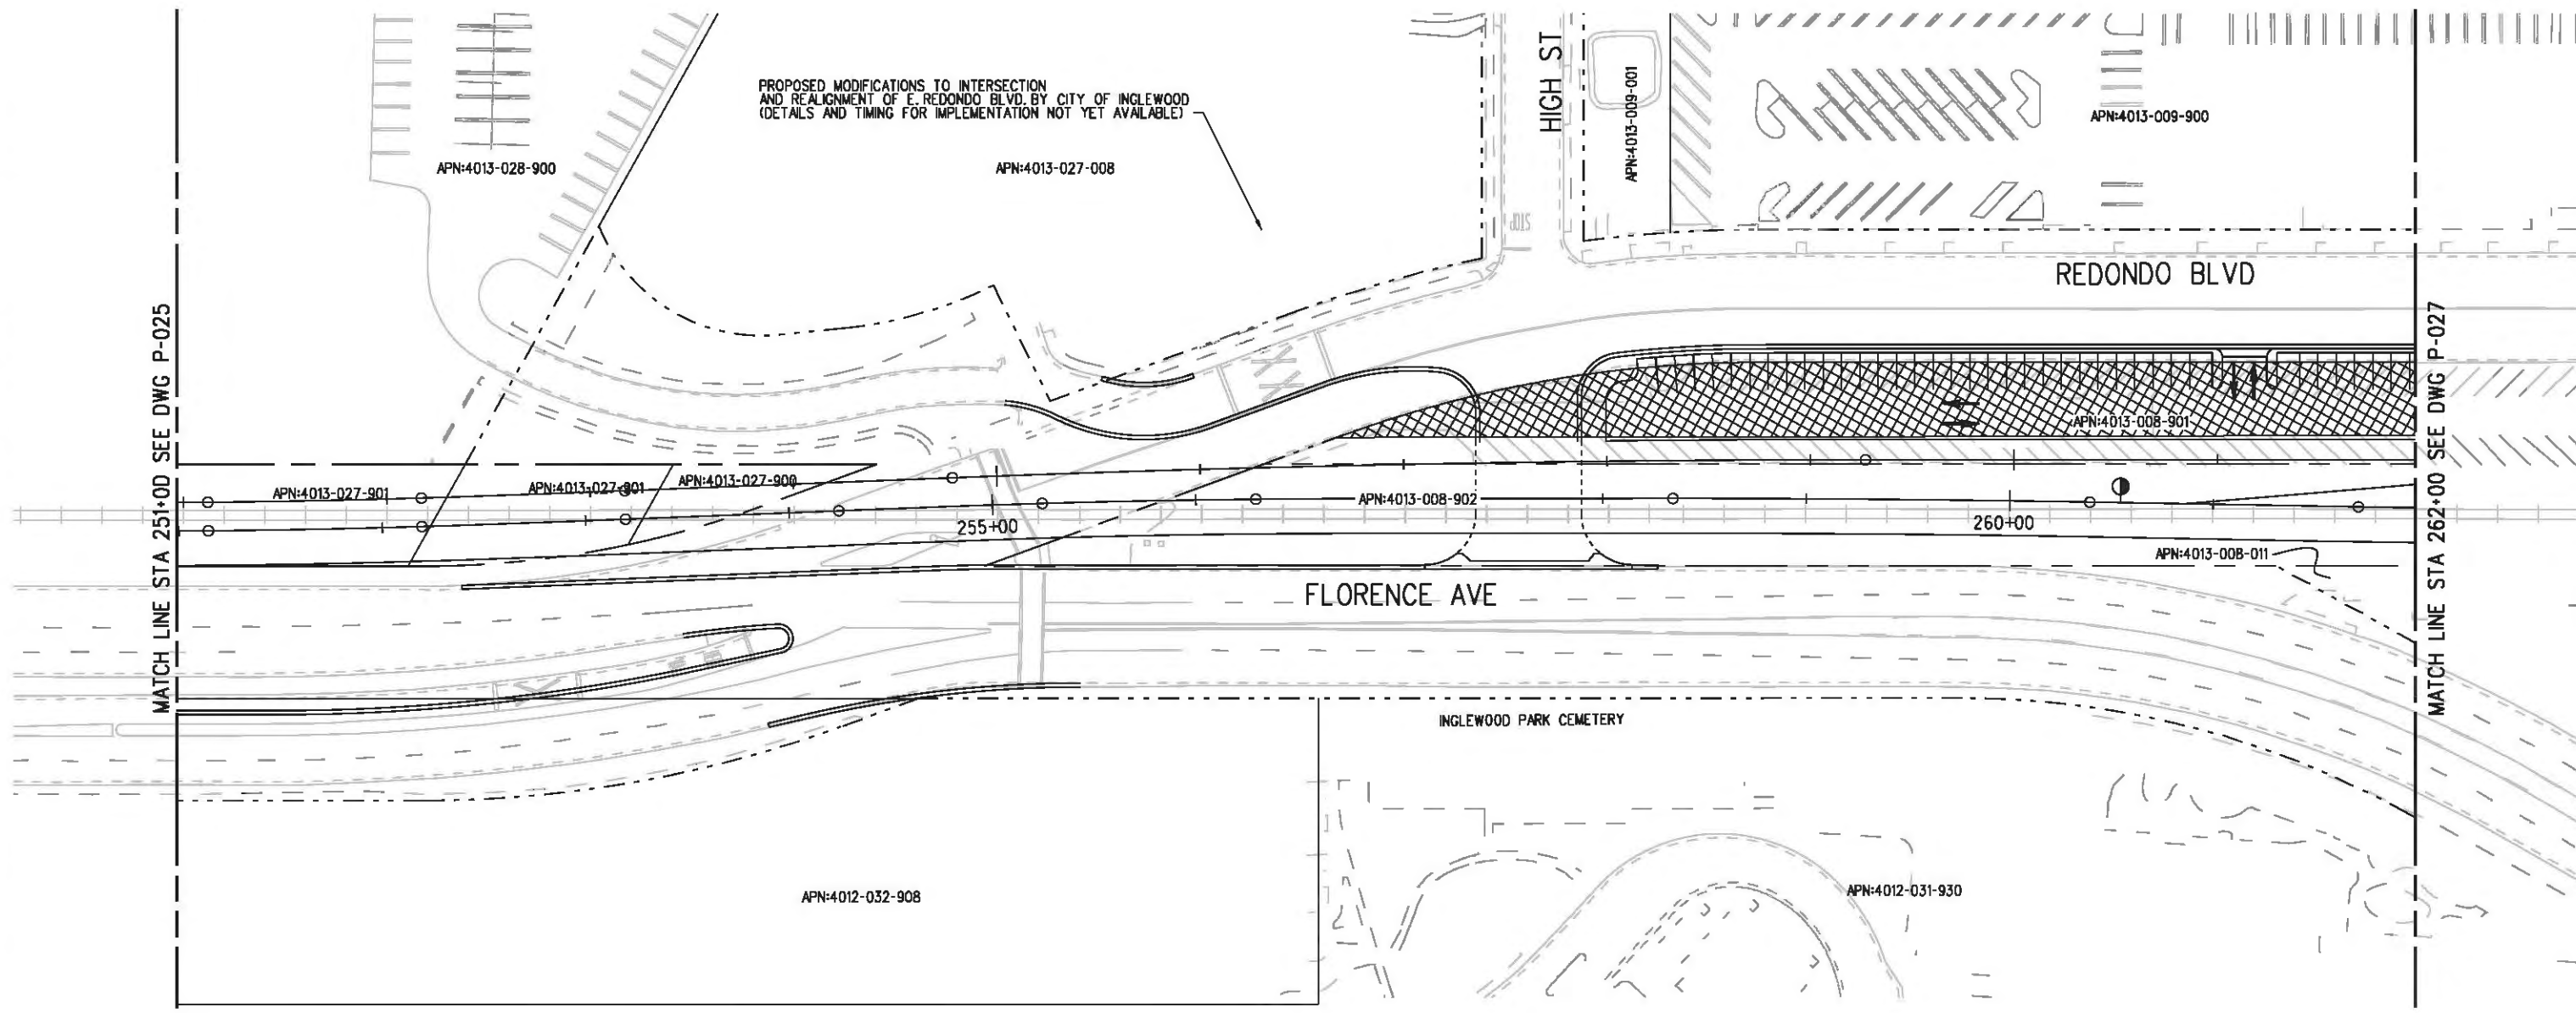 PROPOSED MODIFICATIONS TO INTERSECTION
AND REALIGNMENT OF E. REDONDO BLVD. BY CITY OF INGLEWOOD
(DETAILS AND TIMING FOR IMPLEMENTATION NOT YET AVAILABLE)
HIGH ST
APN:4013-009-001
APN:4013-009-900
APN:4013-028-900
APN:4013-027-008
STOP
REDONDO BLVD
MATCH LINE STA 251+00 SEE DWG P-025
MATCH LINE STA 262+00 SEE DWG P-027
APN:4013-008-901
APN:4013-027-901
APN:4013-027-901
APN:4013-027-900
APN:4013-008-902
255+00
260+00
APN:4013-008-011
FLORENCE AVE
INGLEWOOD PARK CEMETERY
APN:4012-032-908
APN:4012-031-930